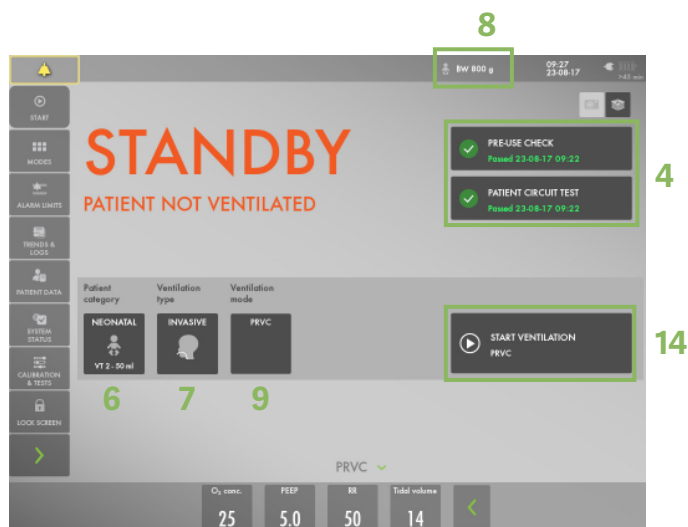 8
BW 800 g
09:27
23-08-17
>45 min
START
MODES
ALARM LIMITS
TRENDS &
LOGS
PATIENT DATA
SYSTEM
STATUS
CALIBRATION
& TESTS
LOCK SCREEN
STANDBY
PATIENT NOT VENTILATED
PRE-USE CHECK
Passed 23-08-17 09:22
PATIENT CIRCUIT TEST
Passed 23-08-17 09:22
4
Patient
category
Ventilation
type
Ventilation
mode
NEONATAL
VT 2 - 50 ml
INVASIVE
PRVC
START VENTILATION
PRVC
14
6
7
9
PRVC
O₂ conc.
25
PEEP
5.0
RR
50
Tidal volume
14